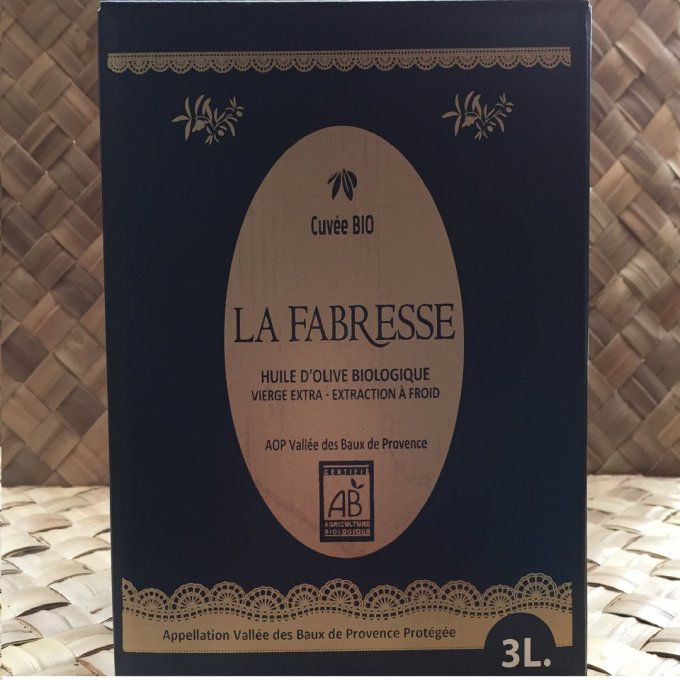 Cuvée BIO
LA FABRESSE
HUILE D'OLIVE BIOLOGIQUE
VIERGE EXTRA - EXTRACTION À FROID
AOP Vallée des Baux de Provence
CERTIFIÉ
AB
AGRICULTURE
BIOLOGIQUE
Appellation Vallée des Baux de Provence Protégée
3L.